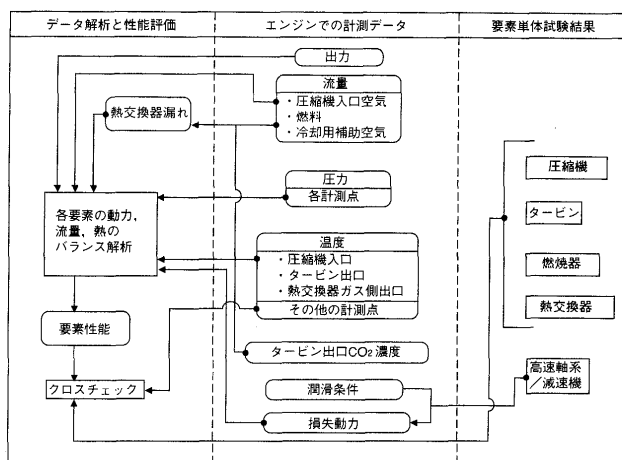 データ解析と性能評価
エンジンでの計測データ
要素単体試験結果
出力
流量
・圧縮機入口空気
・燃料
・冷却用補助空気
熱交換器漏れ
圧力
各計測点
各要素の動力,
流量, 熱の
バランス解析
温度
・圧縮機入口
・タービン出口
・熱交換器ガス側出口
その他の計測点
要素性能
タービン出口CO₂濃度
クロスチェック
潤滑条件
損失動力
圧縮機
タービン
燃焼器
熱交換器
高速軸系
／減速機